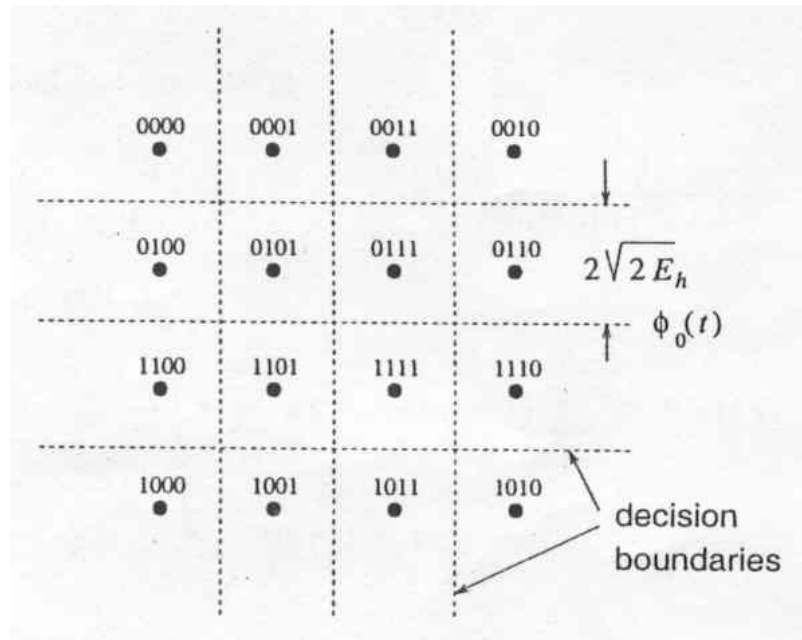 0000 0001 0011 0010
0100 0101 0111 0110
2√2E_h
ϕ_0(t)
1100 1101 1111 1110
1000 1001 1011 1010
decision
boundaries